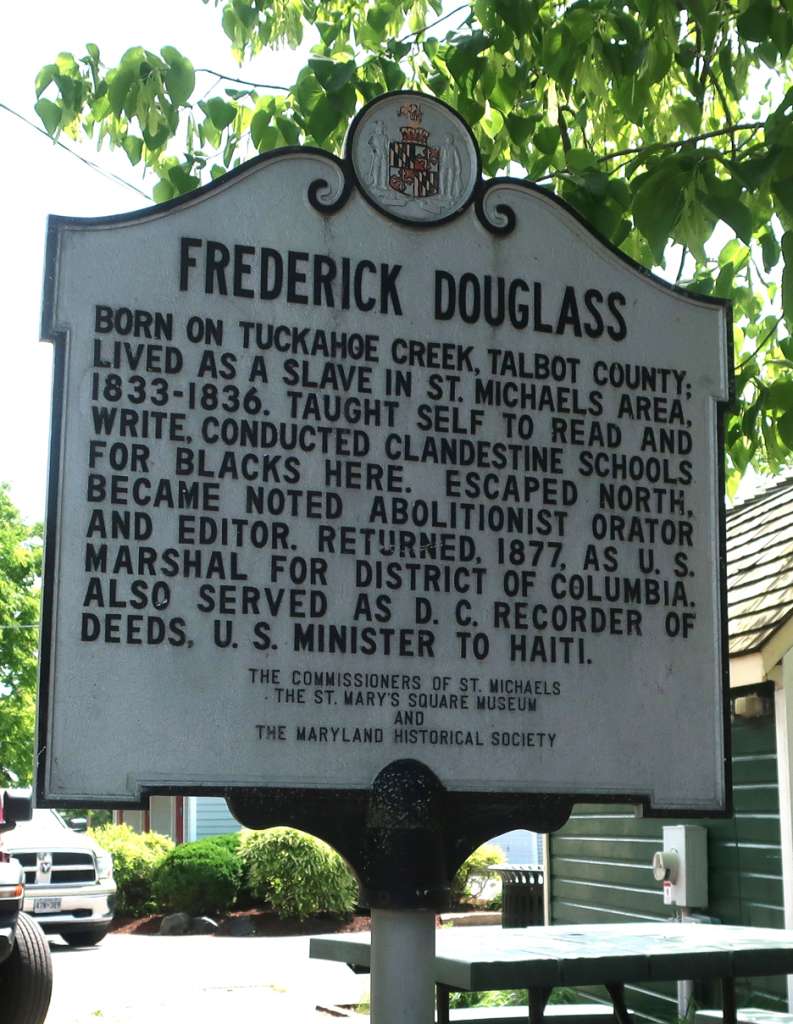 FREDERICK DOUGLASS
BORN ON TUCKAHOE CREEK, TALBOT COUNTY;
LIVED AS A SLAVE IN ST. MICHAELS AREA,
1833-1836. TAUGHT SELF TO READ AND
WRITE, CONDUCTED CLANDESTINE SCHOOLS
FOR BLACKS HERE. ESCAPED NORTH,
BECAME NOTED ABOLITIONIST ORATOR
AND EDITOR. RETURNED, 1877, AS U. S.
MARSHAL FOR DISTRICT OF COLUMBIA.
ALSO SERVED AS D. C. RECORDER OF
DEEDS, U. S. MINISTER TO HAITI.
THE COMMISSIONERS OF ST. MICHAELS
THE ST. MARY'S SQUARE MUSEUM
AND
THE MARYLAND HISTORICAL SOCIETY